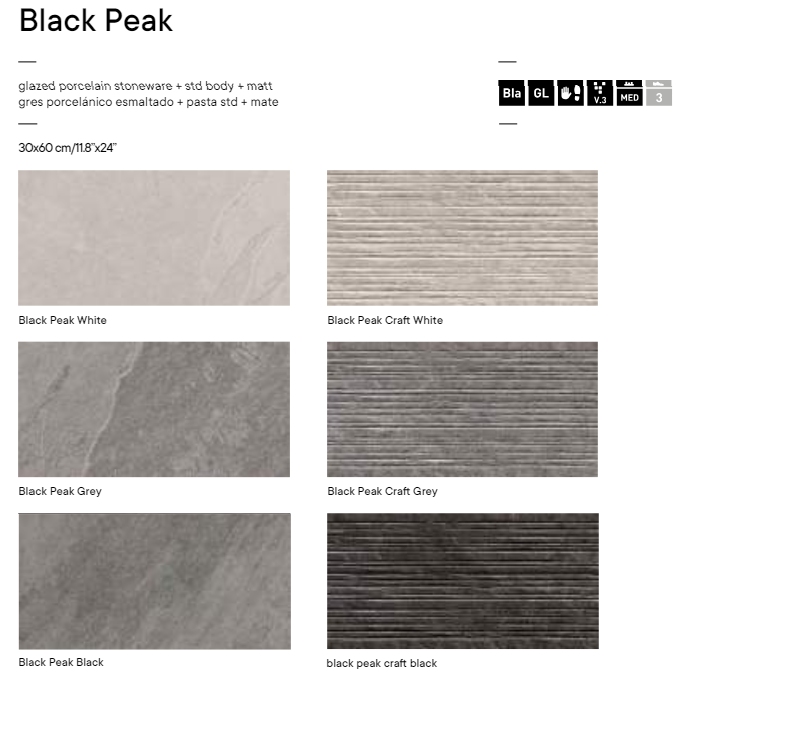 Black Peak
glazed porcelain stoneware + std body + matt
gres porcelánico esmaltado + pasta std + mate
BIa GL V.3 MED 3
30x60 cm/11.8"x24"
Black Peak White
Black Peak Craft White
Black Peak Grey
Black Peak Craft Grey
Black Peak Black
black peak craft black